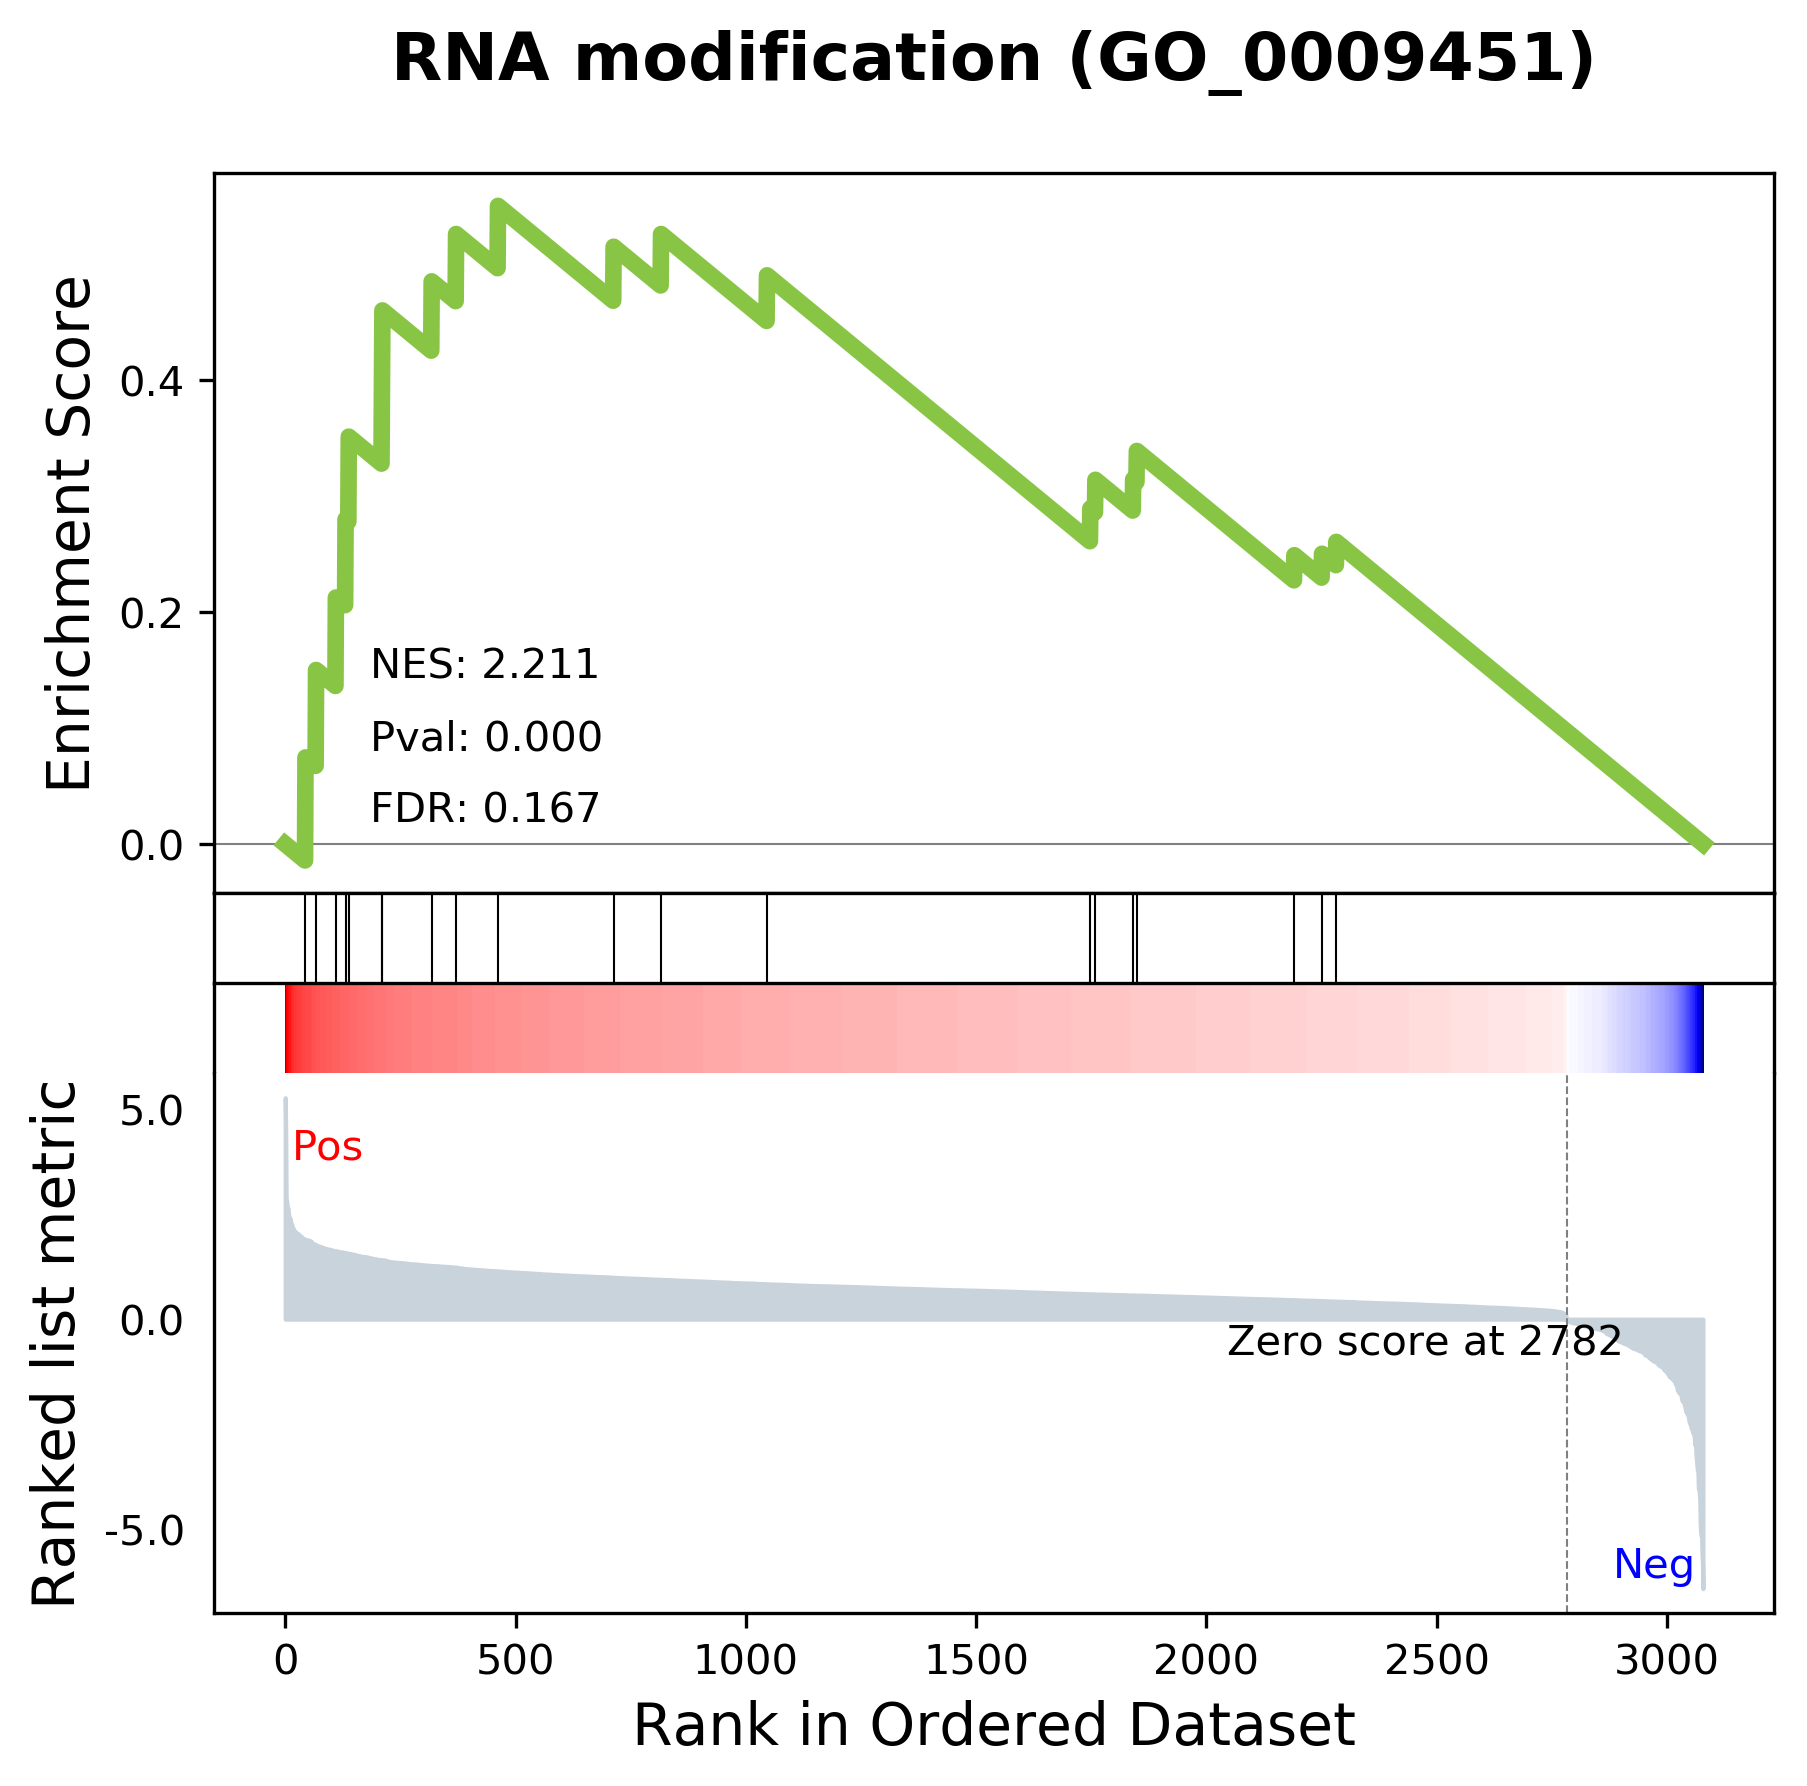 RNA modification (GO_0009451)
Enrichment Score
0.4
0.2
0.0
NES: 2.211
Pval: 0.000
FDR: 0.167
Ranked list metric
5.0
0.0
-5.0
Pos
Zero score at 2782
Neg
0 500 1000 1500 2000 2500 3000
Rank in Ordered Dataset